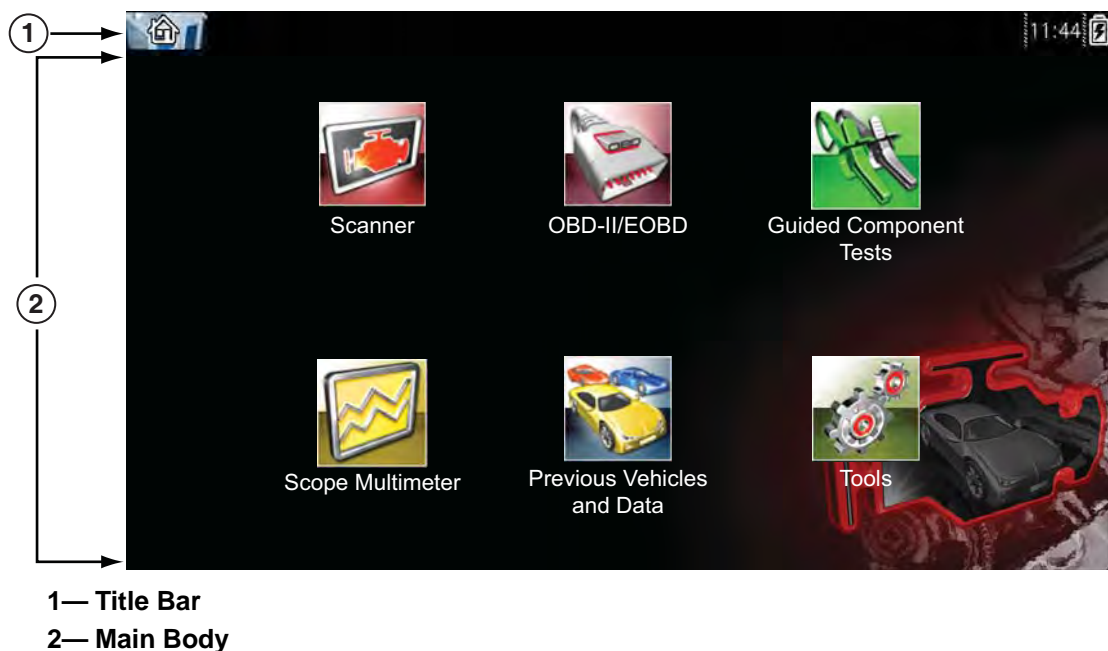 1
11:44
Scanner
OBD-II/EOBD
Guided Component
Tests
2
Scope Multimeter
Previous Vehicles
and Data
Tools
1— Title Bar
2— Main Body